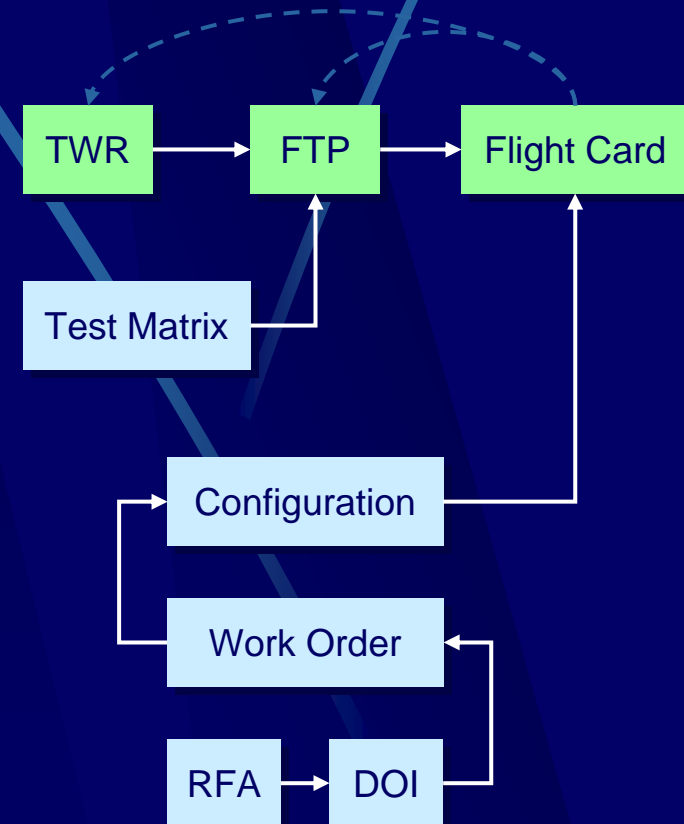 TWR
FTP
Flight Card
Test Matrix
Configuration
Work Order
RFA
DOI